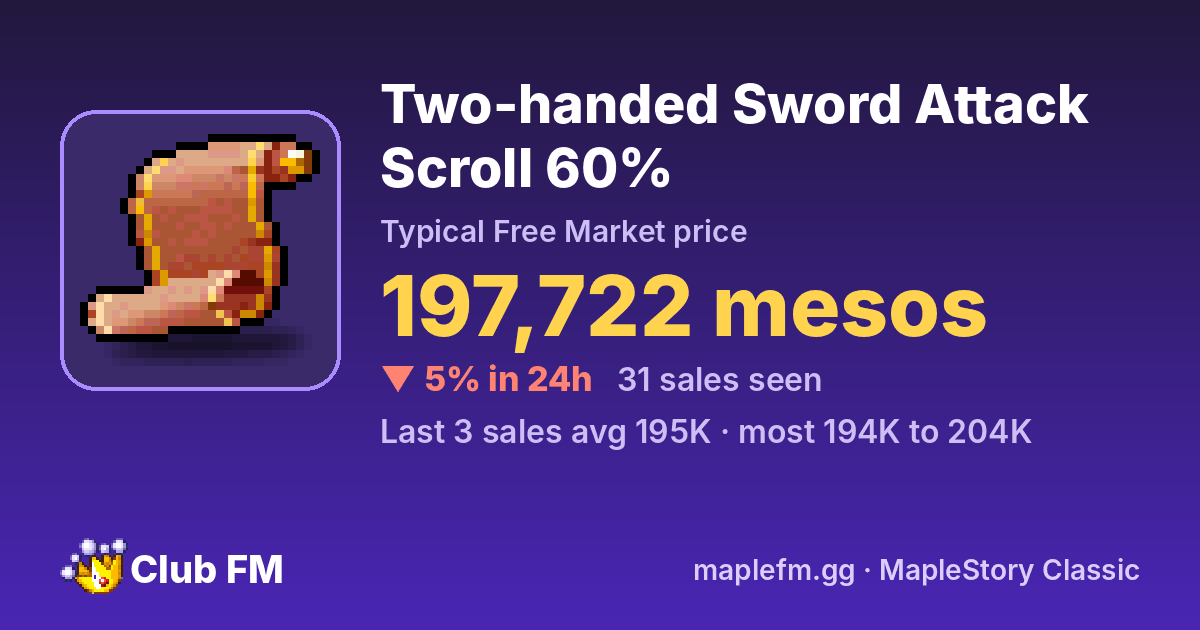 Two-handed Sword Attack
Scroll 60%
Typical Free Market price
197,722 mesos
▼ 5% in 24h 31 sales seen
Last 3 sales avg 195K · most 194K to 204K
Club FM
maplefm.gg · MapleStory Classic